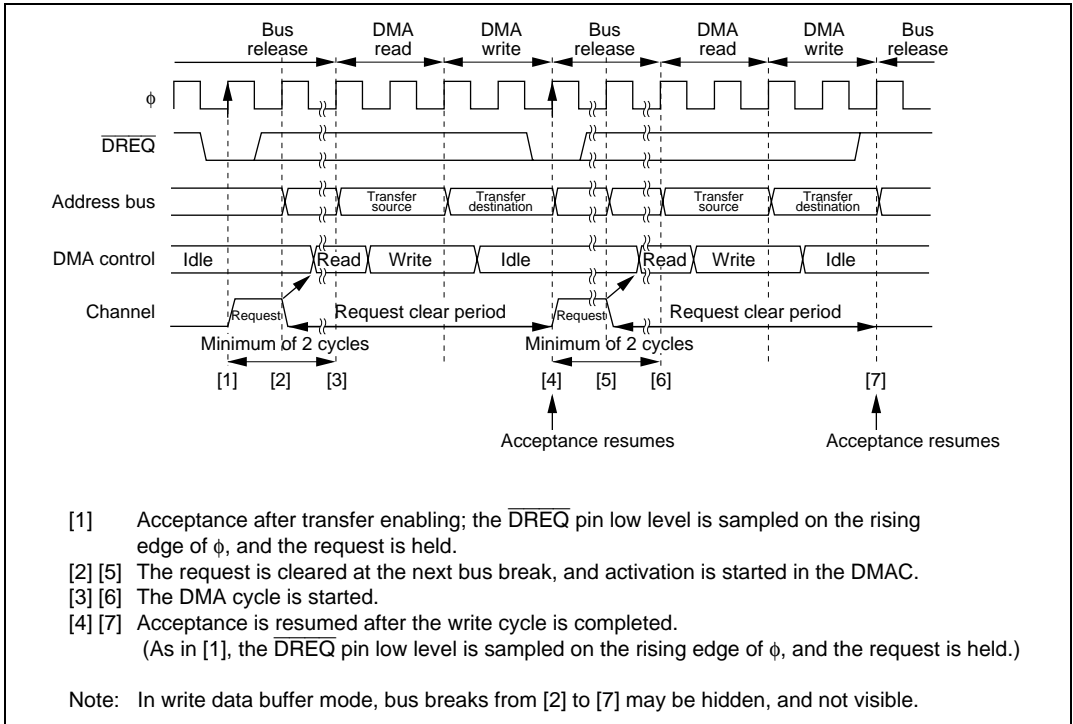 Bus release DMA read DMA write Bus release DMA read DMA write Bus release
ϕ
DREQ
Address bus Transfer source Transfer destination Transfer source Transfer destination
DMA control Idle Read Write Idle Read Write Idle
Channel Request Request clear period Request Request clear period
Minimum of 2 cycles Minimum of 2 cycles
[1] [2] [3] [4] [5] [6] [7]
Acceptance resumes Acceptance resumes
[1] Acceptance after transfer enabling; the DREQ pin low level is sampled on the rising
edge of ϕ, and the request is held.
[2] [5] The request is cleared at the next bus break, and activation is started in the DMAC.
[3] [6] The DMA cycle is started.
[4] [7] Acceptance is resumed after the write cycle is completed.
(As in [1], the DREQ pin low level is sampled on the rising edge of ϕ, and the request is held.)
Note: In write data buffer mode, bus breaks from [2] to [7] may be hidden, and not visible.